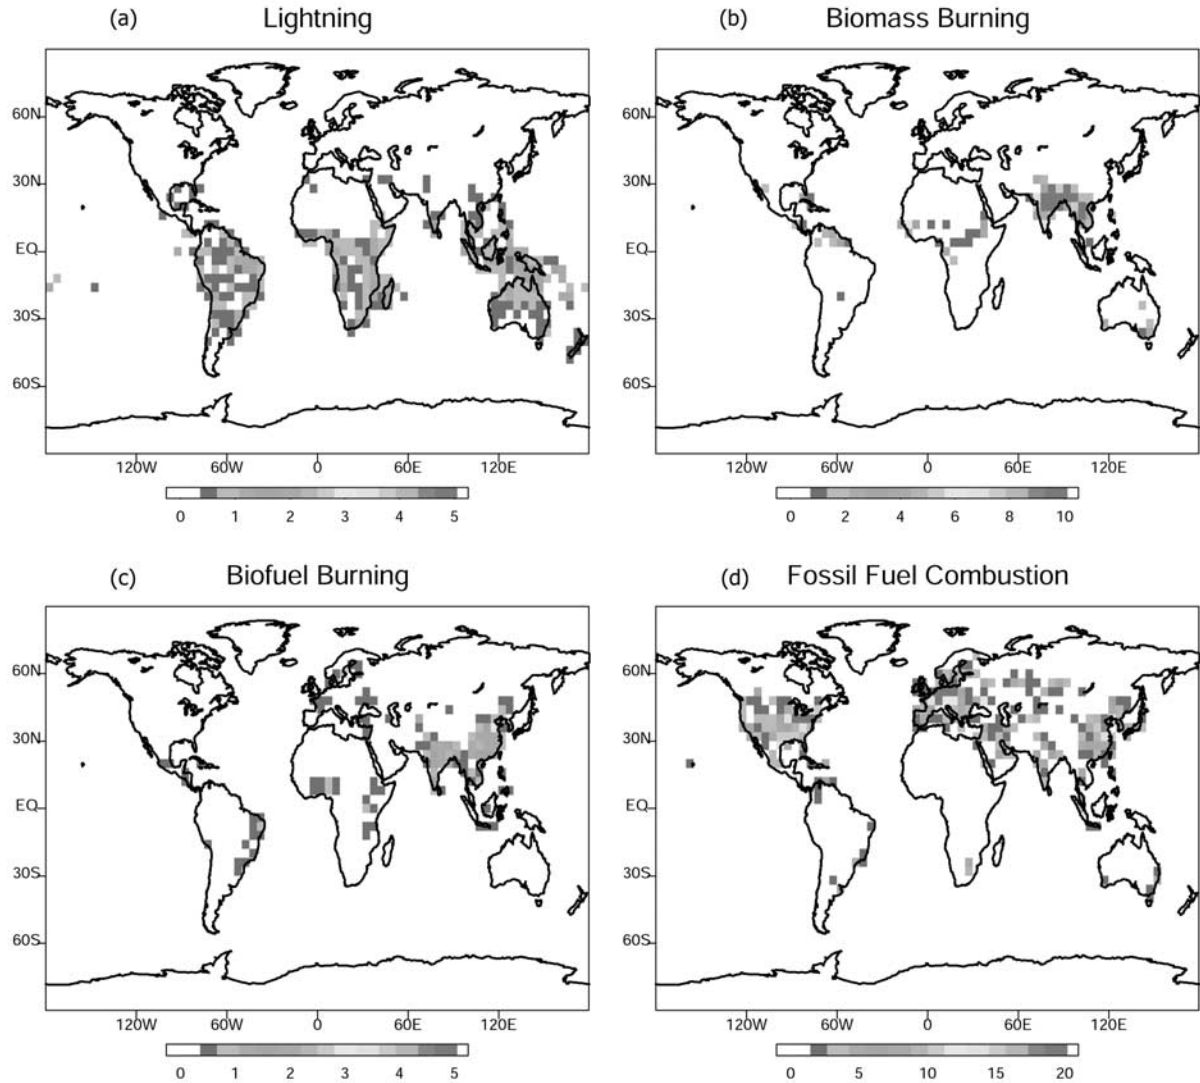 (a) Lightning
(b) Biomass Burning
60N
30N
EQ
30S
60S
120W 60W 0 60E 120E
0 1 2 3 4 5
60N
30N
EQ
30S
60S
120W 60W 0 60E 120E
0 2 4 6 8 10
(c) Biofuel Burning
(d) Fossil Fuel Combustion
60N
30N
EQ
30S
60S
120W 60W 0 60E 120E
0 1 2 3 4 5
60N
30N
EQ
30S
60S
120W 60W 0 60E 120E
0 5 10 15 20